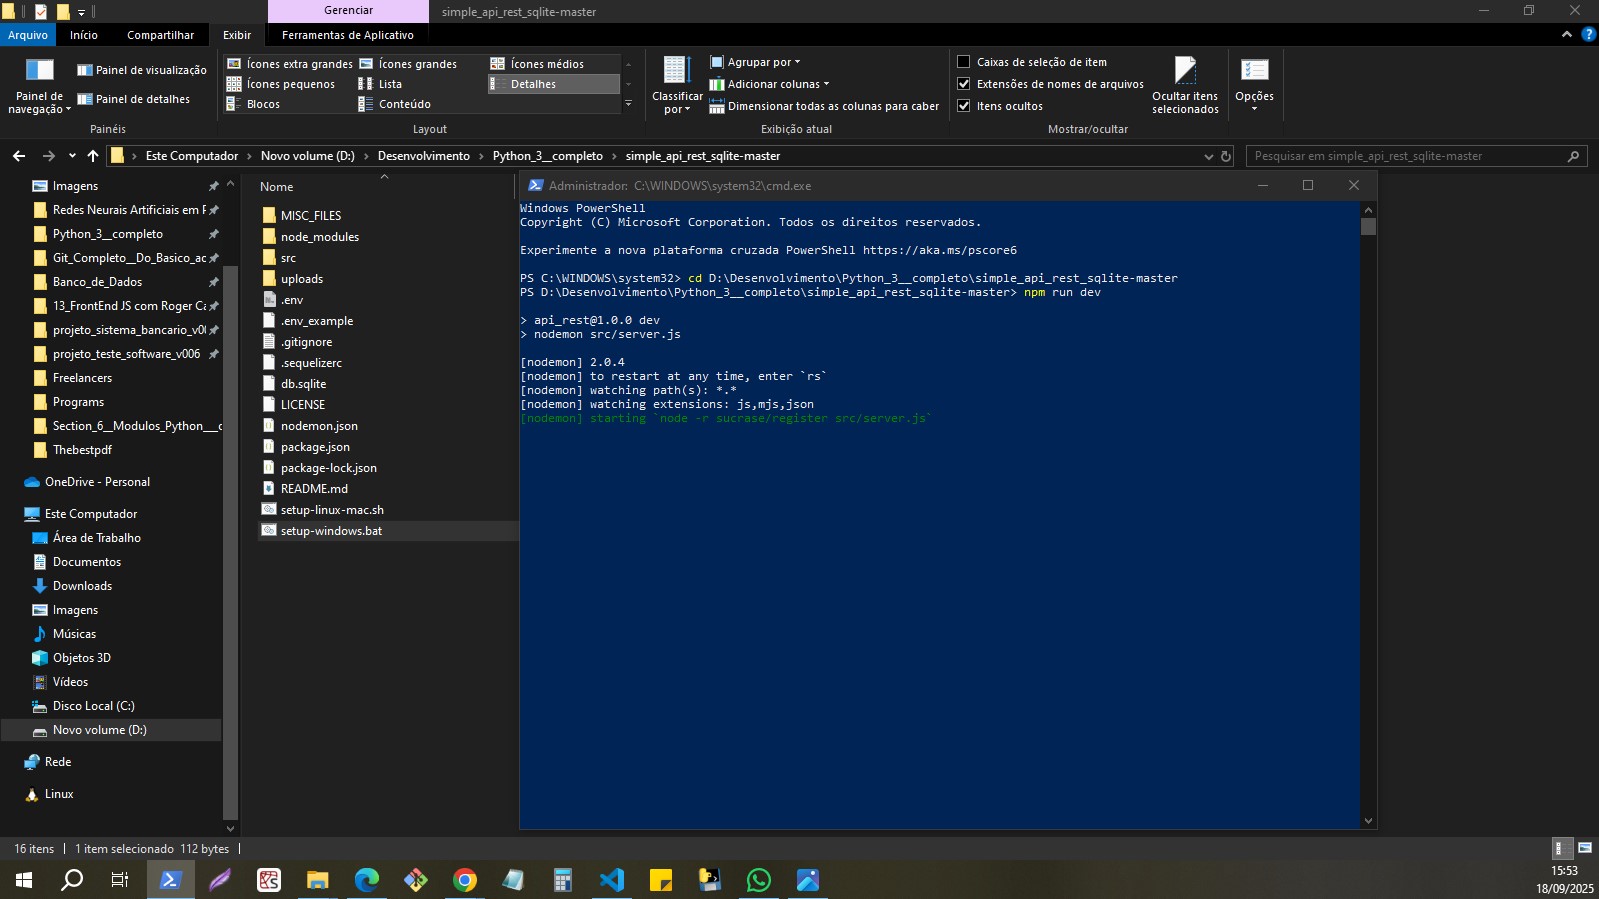 Gerenciar
simple_api_rest_sqlite-master
Arquivo
Início
Compartilhar
Exibir
Ferramentas de Aplicativo
Painel de navegação
Painel de visualização
Painel de detalhes
Painéis
Ícones extra grandes
Ícones grandes
Ícones médios
Ícones pequenos
Lista
Detalhes
Blocos
Conteúdo
Layout
Classificar por
Agrupar por
Adicionar colunas
Dimensionar todas as colunas para caber
Exibição atual
Caixas de seleção de item
Extensões de nomes de arquivos
Itens ocultos
Ocultar itens selecionados
Mostrar/ocultar
Opções
Este Computador
Novo volume (D:)
Desenvolvimento
Python_3__completo
simple_api_rest_sqlite-master
Pesquisar em simple_api_rest_sqlite-master
Imagens
Redes Neurais Artificiais em F
Python_3__completo
Git_Completo__Do_Basico_ac
Banco_de_Dados
13_FrontEnd JS com Roger Ca
projeto_sistema_bancario_v0(
projeto_teste_software_v006
Freelancers
Programs
Section_6__Modulos_Python___c
Thebestpdf
OneDrive - Personal
Este Computador
Área de Trabalho
Documentos
Downloads
Imagens
Músicas
Objetos 3D
Vídeos
Disco Local (C:)
Novo volume (D:)
Rede
Linux
Nome
MISC_FILES
node_modules
src
uploads
.env
.env_example
.gitignore
.sequelizerc
db.sqlite
LICENSE
nodemon.json
package.json
package-lock.json
README.md
setup-linux-mac.sh
setup-windows.bat
Administrador: C:\WINDOWS\system32\cmd.exe
Windows PowerShell
Copyright (C) Microsoft Corporation. Todos os direitos reservados.
Experimente a nova plataforma cruzada PowerShell https://aka.ms/pscore6
PS C:\WINDOWS\system32> cd D:\Desenvolvimento\Python_3__completo\simple_api_rest_sqlite-master
PS D:\Desenvolvimento\Python_3__completo\simple_api_rest_sqlite-master> npm run dev
> api_rest@1.0.0 dev
> nodemon src/server.js
[nodemon] 2.0.4
[nodemon] to restart at any time, enter `rs`
[nodemon] watching path(s): *.*
[nodemon] watching extensions: js,mjs,json
[nodemon] starting `node -r sucrase/register src/server.js`
16 itens
1 item selecionado 112 bytes
15:53
18/09/2025